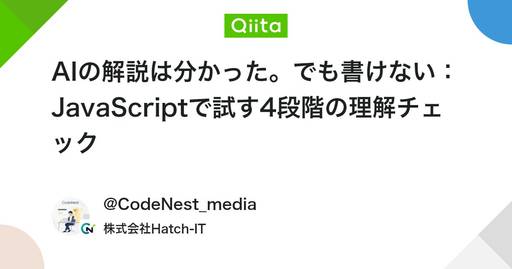 Qiita
AIの解説は分かった。でも書けない：
JavaScriptで試す4段階の理解チェ
ック
@CodeNest_media
株式会社Hatch-IT